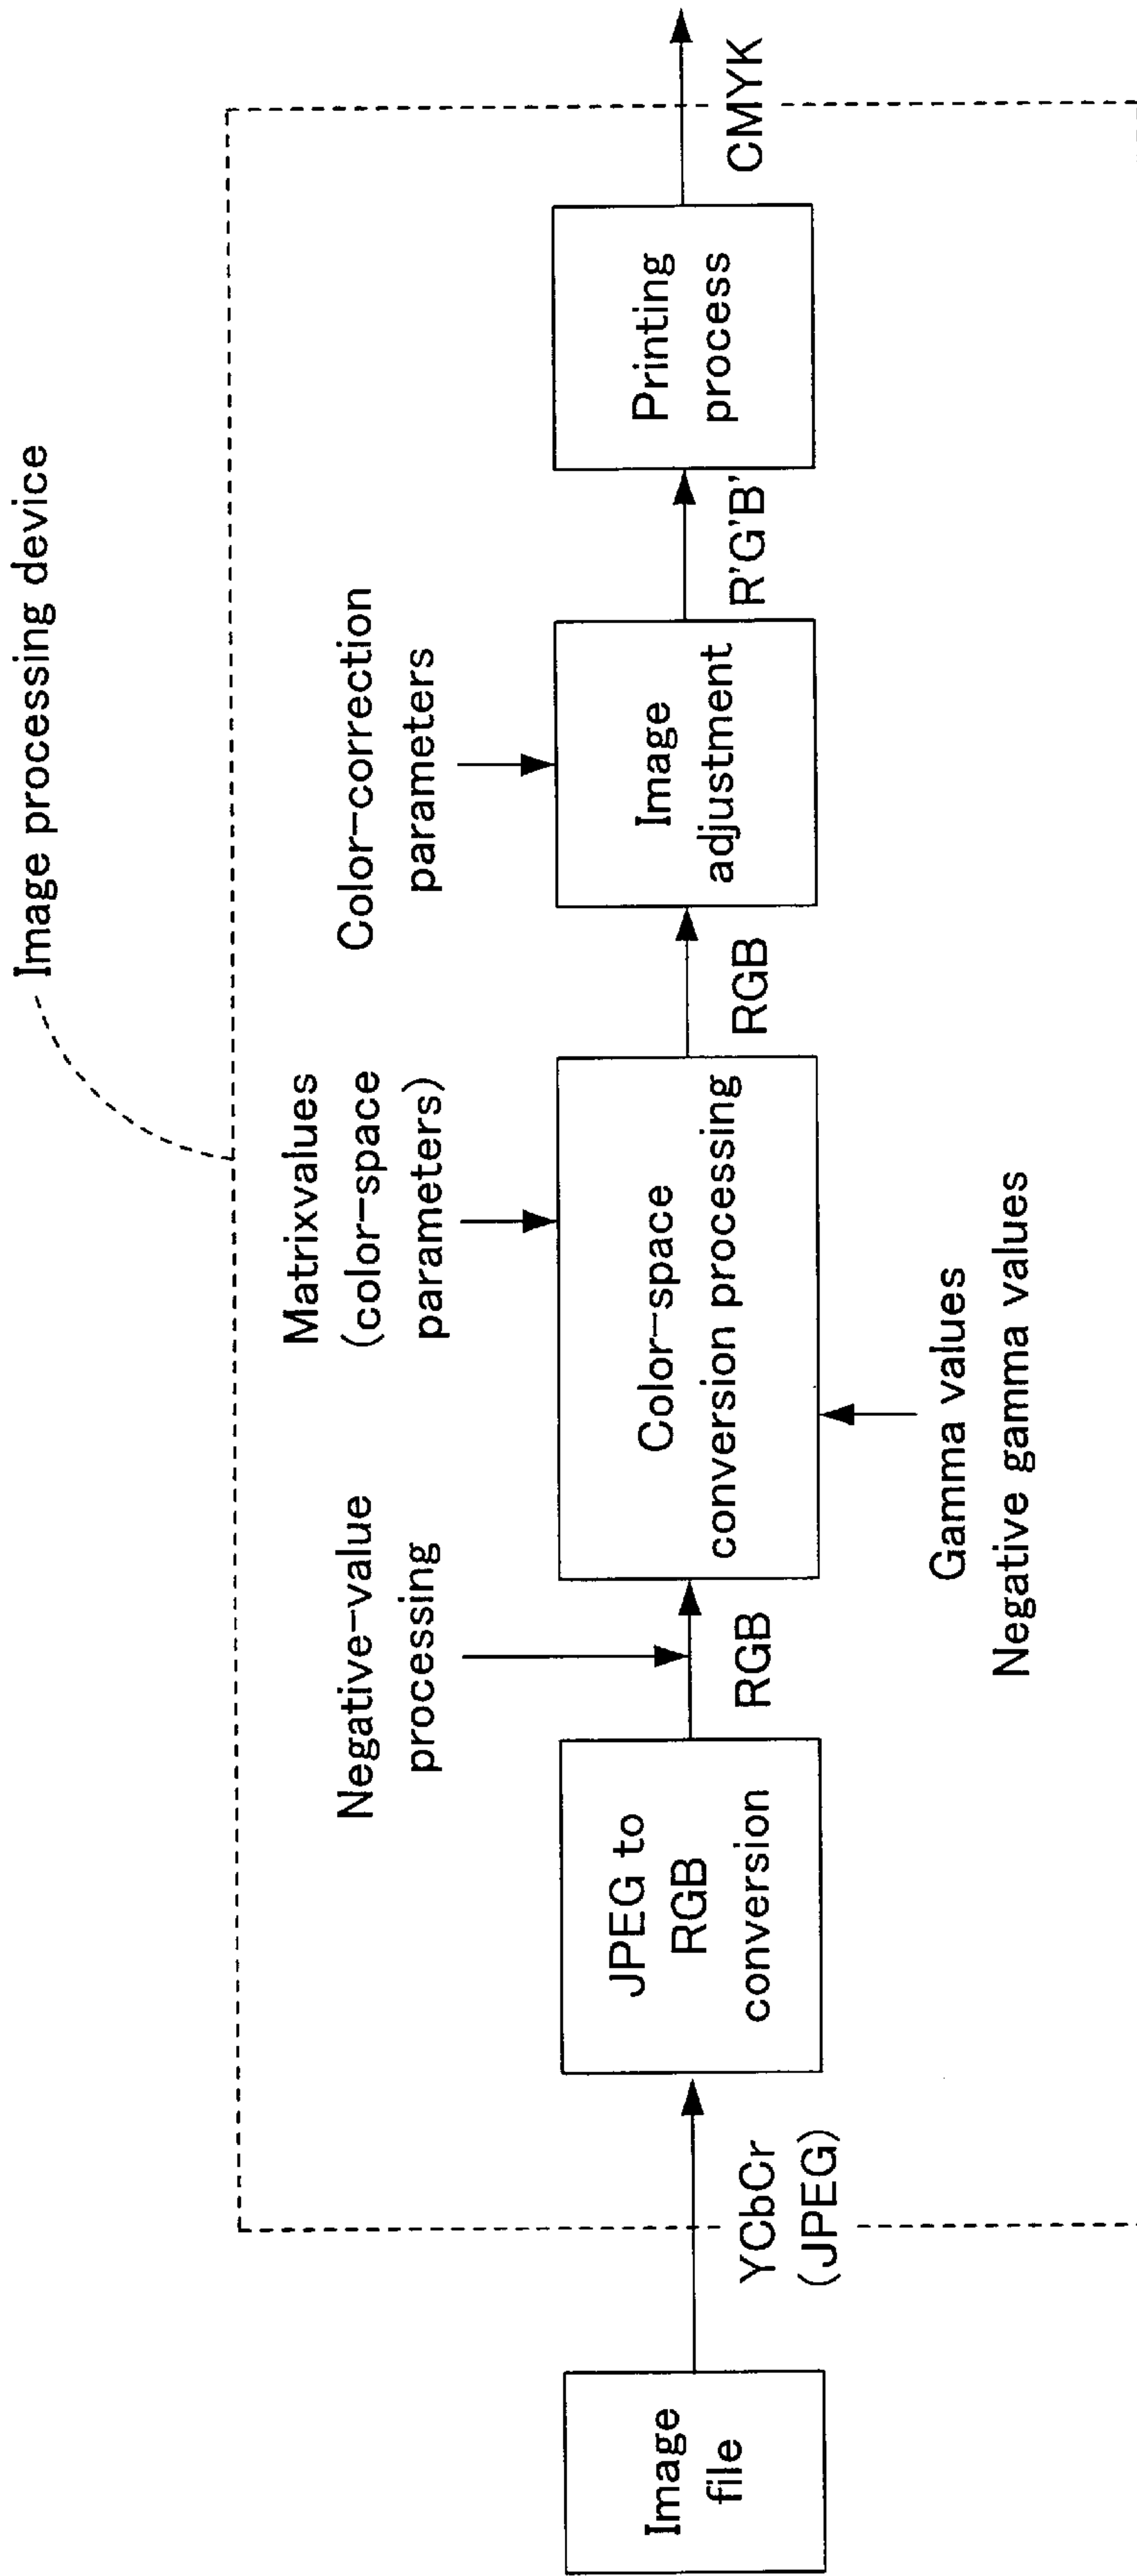 Image processing device
Image
file
YCbCr
(JPEG)
JPEG to
RGB
conversion
Negative-value
processing
RGB
Matrixvalues
(color-space
parameters)
Color-space
conversion processing
Gamma values
Negative gamma values
RGB
Color-correction
parameters
Image
adjustment
R'G'B'
Printing
process
CMYK